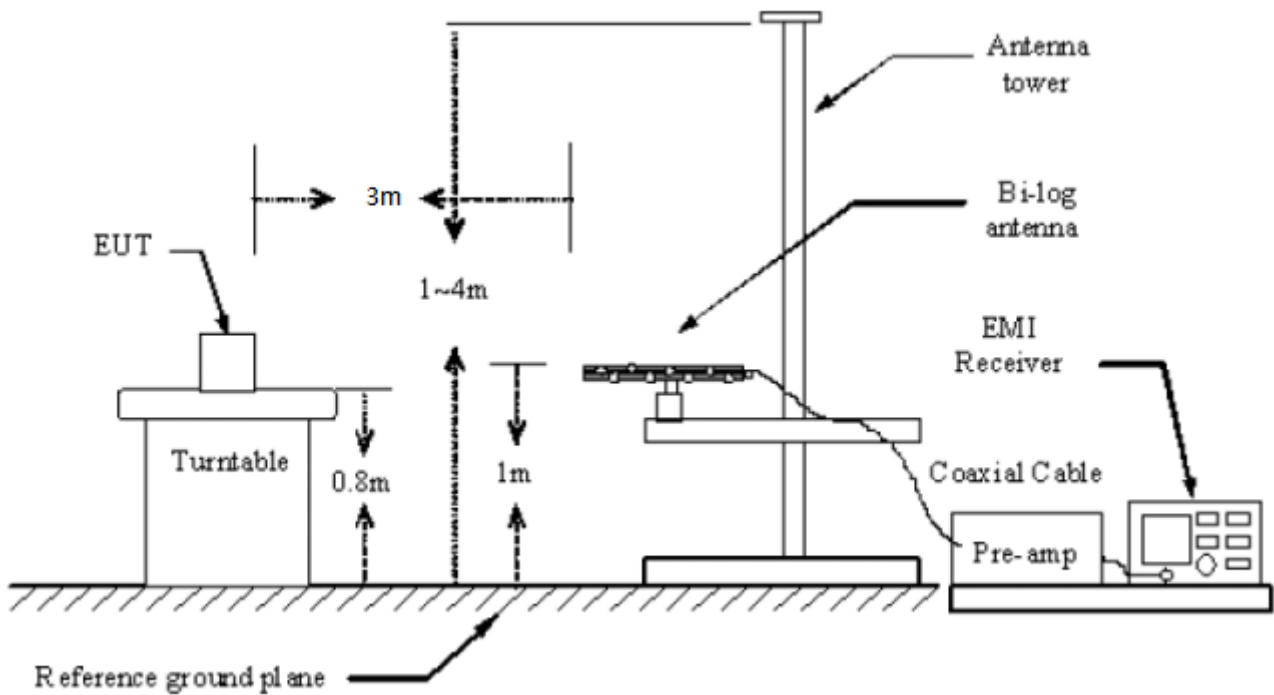 Antenna
tower
3m
Bi-log
antenna
EUT
1~4m
EMI
Receiver
Turntable
0.8m
1m
Coaxial Cable
Pre-amp
Reference ground plane